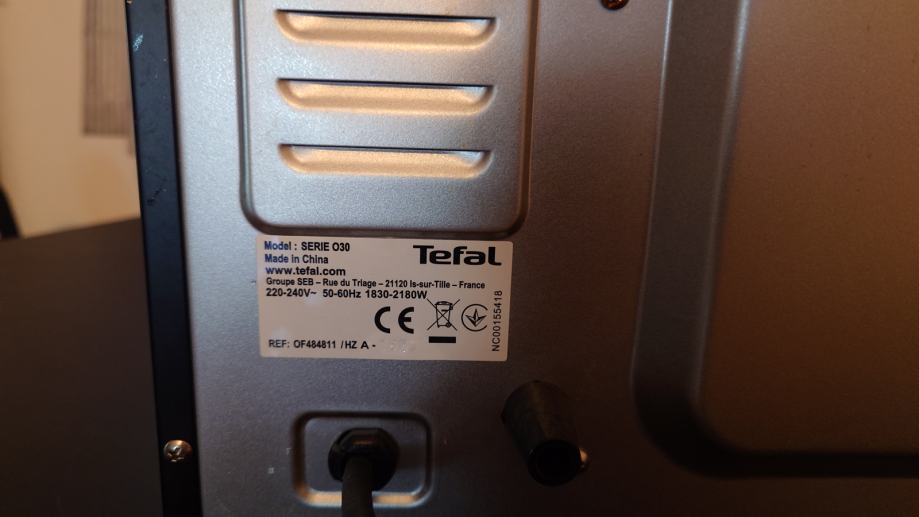 Model : SERIE O30
Tefal
Made in China
www.tefal.com
Groupe SEB – Rue du Triage – 21120 Is-sur-Tille – France
220-240V~ 50-60Hz 1830-2180W
CE
NC00155418
REF: OF484811 /HZ A -